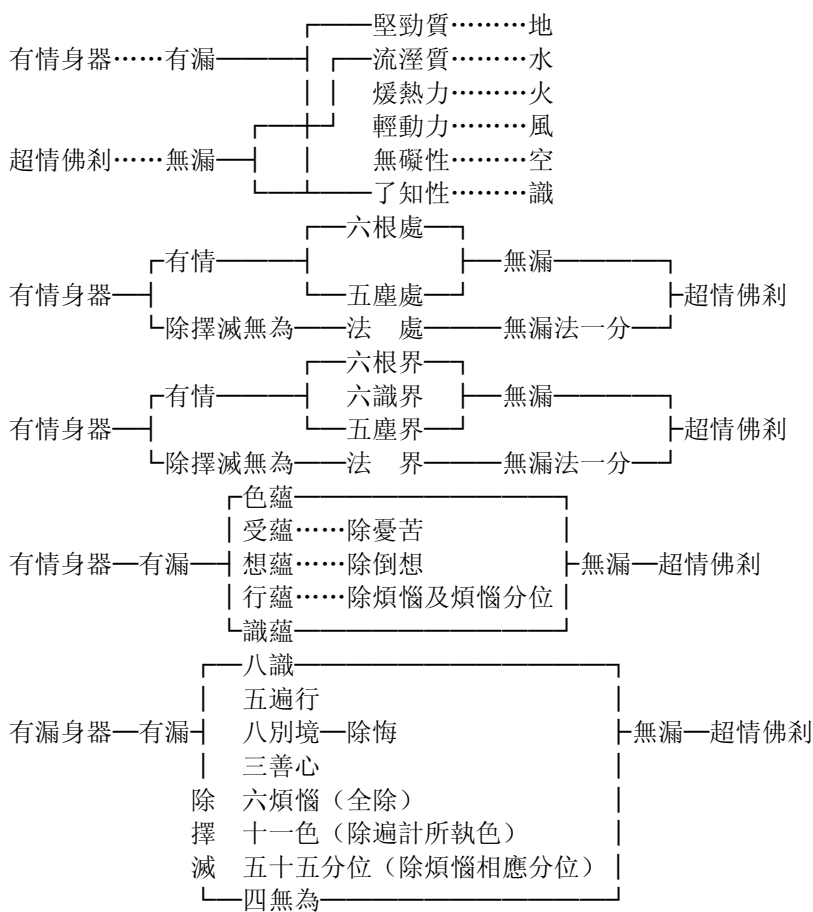 堅勁質………地
有情身器……有漏 流溼質………水
煖熱力………火
輕動力………風
超情佛剎……無漏 無礙性………空
了知性………識
六根處
有情 無漏
有情身器 五塵處 超情佛剎
除擇滅無為 法　處 無漏法一分
六根界
有情 六識界 無漏
有情身器 五塵界 超情佛剎
除擇滅無為 法　界 無漏法一分
色蘊
受蘊……除憂苦
有情身器 有漏 想蘊……除倒想 無漏 超情佛剎
行蘊……除煩惱及煩惱分位
識蘊
八識
五遍行
有漏身器 有漏 八別境 除悔 無漏 超情佛剎
三善心
除 六煩惱（全除）
擇 十一色（除遍計所執色）
滅 五十五分位（除煩惱相應分位）
四無為